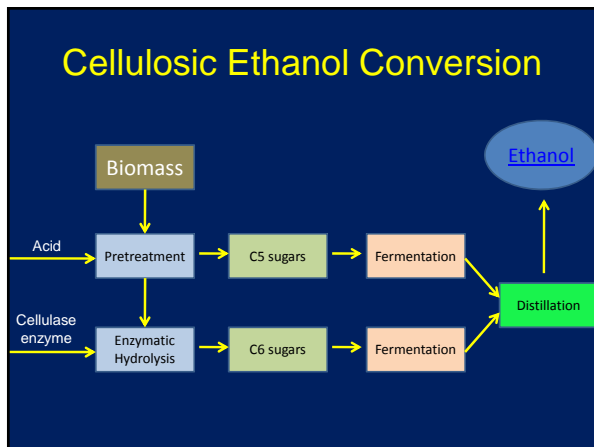 Cellulosic Ethanol Conversion
Biomass
Ethanol
Acid
Pretreatment
C5 sugars
Fermentation
Distillation
Cellulase
enzyme
Enzymatic
Hydrolysis
C6 sugars
Fermentation